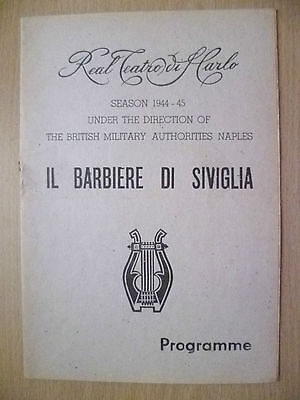 Real Teatro di S. Carlo
SEASON 1944-45
UNDER THE DIRECTION OF
THE BRITISH MILITARY AUTHORITIES NAPLES
IL BARBIERE DI SIVIGLIA
Programme